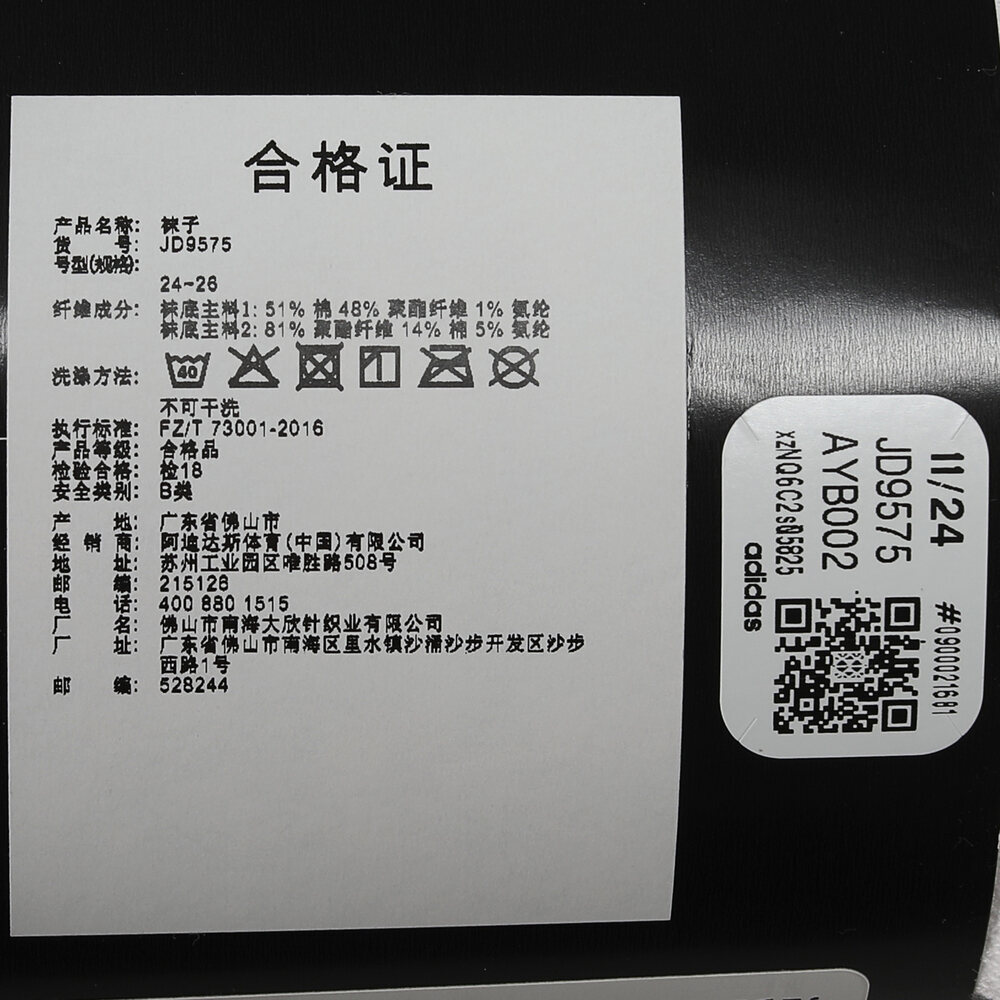 合格证
产品名称： 袜子
货 号： JD9575
号型(规格)：
24~26
纤维成分： 袜底主料1: 51% 棉 48% 聚酯纤维 1% 氨纶
袜底主料2: 81% 聚酯纤维 14% 棉 5% 氨纶
洗涤方法： 40
不可干洗
执行标准： FZ/T 73001-2016
产品等级： 合格品
检验合格： 检18
安全类别： B类
产 地： 广东省佛山市
经 销 商： 阿迪达斯体育(中国)有限公司
地 址： 苏州工业园区唯胜路508号
邮 编： 215126
电 话： 400 880 1515
厂 名： 佛山市南海大欣针织业有限公司
厂 址： 广东省佛山市南海区里水镇沙涌沙步开发区沙步
西路1号
邮 编： 528244
11/24
JD9575
AYB002
xzNQ6C2s05825
adidas
#0900021681